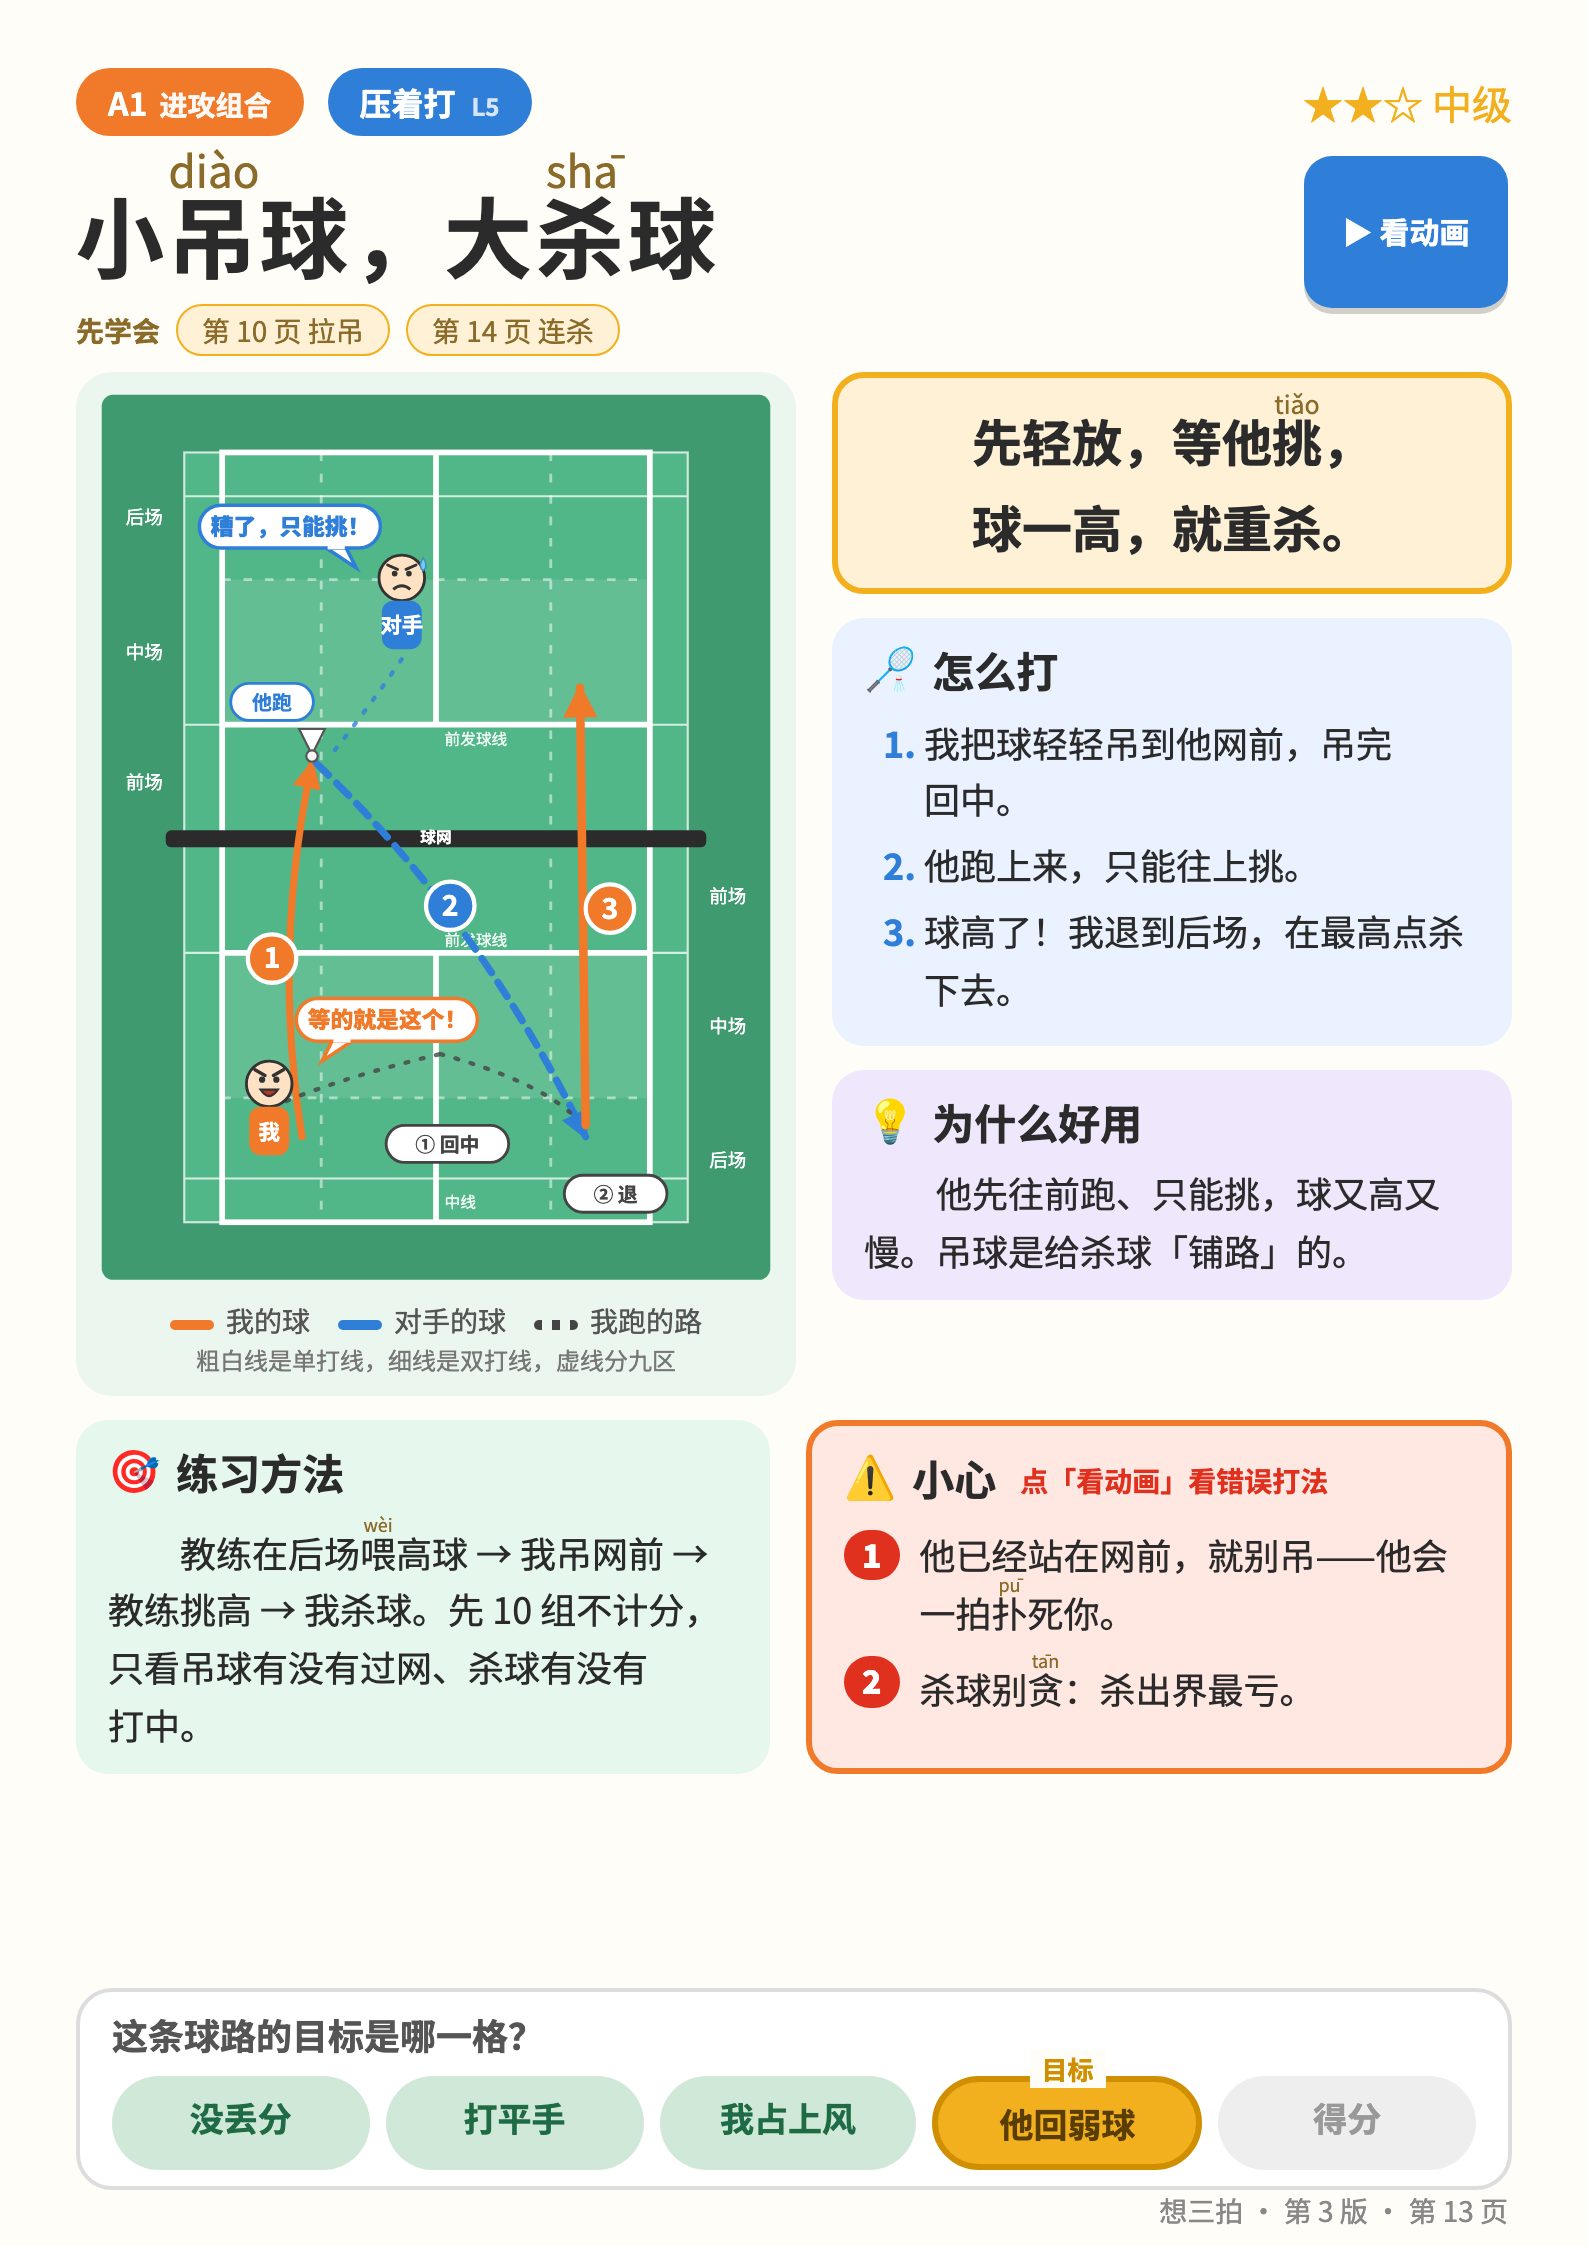 A1 进攻组合
压着打 L5
★★☆ 中级
diào shā
小吊球，大杀球
▶ 看动画
先学会 第 10 页 拉吊 第 14 页 连杀
后场
糟了，只能挑！
对手
中场
他跑
前发球线
前场
球网
2
3
前场
前发球线
1
等的就是这个！
中场
我
① 回中
后场
② 退
中线
我的球 对手的球 我跑的路
粗白线是单打线，细线是双打线，虚线分九区
tiǎo
先轻放，等他挑，
球一高，就重杀。
怎么打
1. 我把球轻轻吊到他网前，吊完
回中。
2. 他跑上来，只能往上挑。
3. 球高了！我退到后场，在最高点杀
下去。
为什么好用
他先往前跑、只能挑，球又高又
慢。吊球是给杀球「铺路」的。
练习方法
wèi
教练在后场喂高球 → 我吊网前 →
教练挑高 → 我杀球。先 10 组不计分，
只看吊球有没有过网、杀球有没有
打中。
小心 点「看动画」看错误打法
1 他已经站在网前，就别吊——他会
pū
一拍扑死你。
tān
2 杀球别贪：杀出界最亏。
这条球路的目标是哪一格？
目标
没丢分 打平手 我占上风 他回弱球 得分
想三拍 · 第 3 版 · 第 13 页